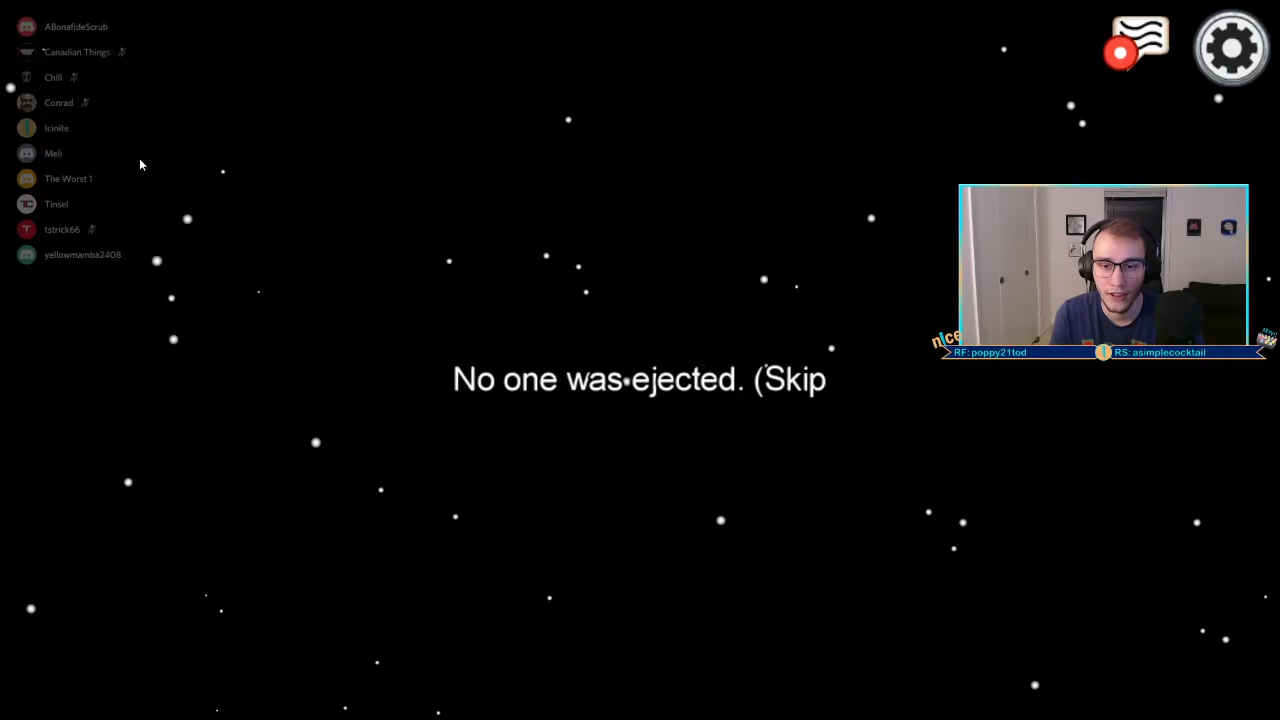 ABonafideScrub
Canadian Things
Chill
Conrad
Icinite
Meli
The Worst 1
Tinsel
tstrick66
yellowmamba2408
nice
RF: poppy21tod
RS: asimplecocktail
No one was ejected. (Skip